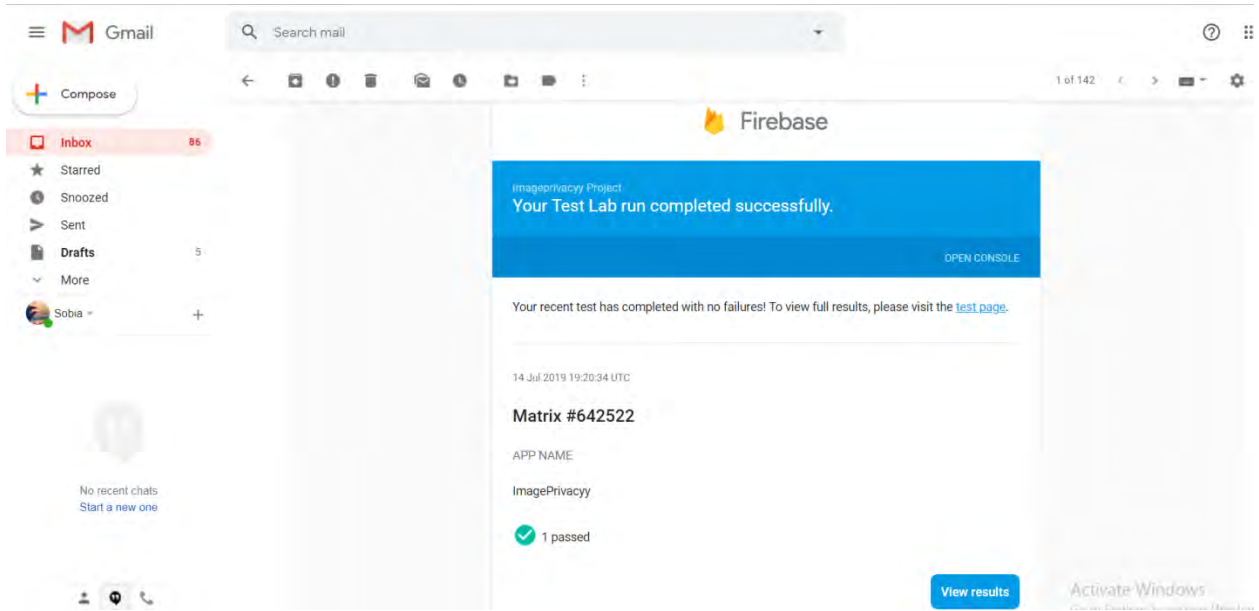 Gmail
Search mail
Compose
1 of 142
Inbox 86
Starred
Snoozed
Sent
Drafts 5
More
Sobia
No recent chats
Start a new one
Firebase
imageprivacyy Project
Your Test Lab run completed successfully.
OPEN CONSOLE
Your recent test has completed with no failures! To view full results, please visit the test page.
14 Jul 2019 19:20:34 UTC
Matrix #642522
APP NAME
ImagePrivacyy
1 passed
View results
Activate Windows